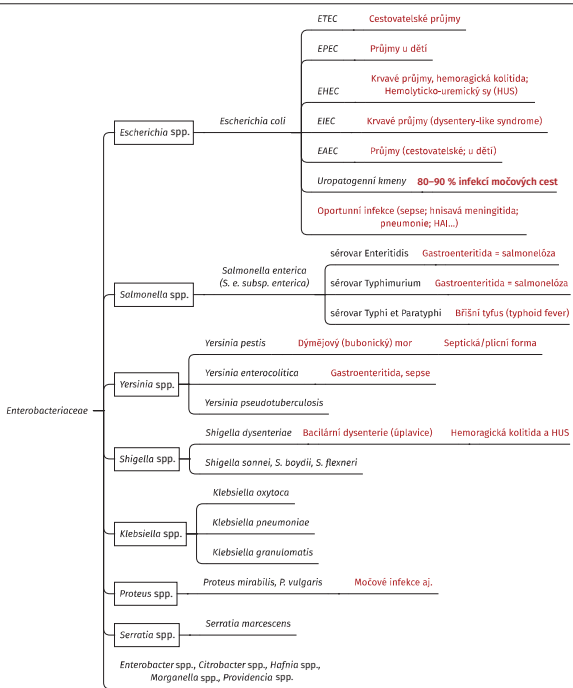 ETEC Cestovatelské průjmy
EPEC Průjmy u dětí
Krvavé průjmy, hemoragická kolitida;
EHEC Hemolyticko-uremický sy (HUS)
Escherichia spp. Escherichia coli EIEC Krvavé průjmy (dysentery-like syndrome)
EAEC Průjmy (cestovatelské; u dětí)
Uropatogenní kmeny 80–90 % infekcí močových cest
Oportunní infekce (sepse; hnisavá meningitida;
pneumonie; HAI...)
sérovar Enteritidis Gastroenteritida = salmonelóza
Salmonella enterica
(S. e. subsp. enterica)
Salmonella spp. sérovar Typhimurium Gastroenteritida = salmonelóza
sérovar Typhi et Paratyphi Břišní tyfus (typhoid fever)
Yersinia pestis Dýmějový (bubonický) mor Septická/plicní forma
Yersinia spp. Yersinia enterocolitica Gastroenteritida, sepse
Yersinia pseudotuberculosis
Enterobacteriaceae
Shigella dysenteriae Bacilární dysenterie (úplavice) Hemoragická kolitida a HUS
Shigella spp. Shigella sonnei, S. boydii, S. flexneri
Klebsiella oxytoca
Klebsiella spp. Klebsiella pneumoniae
Klebsiella granulomatis
Proteus spp. Proteus mirabilis, P. vulgaris Močové infekce aj.
Serratia spp. Serratia marcescens
Enterobacter spp., Citrobacter spp., Hafnia spp.,
Morganella spp., Providencia spp.